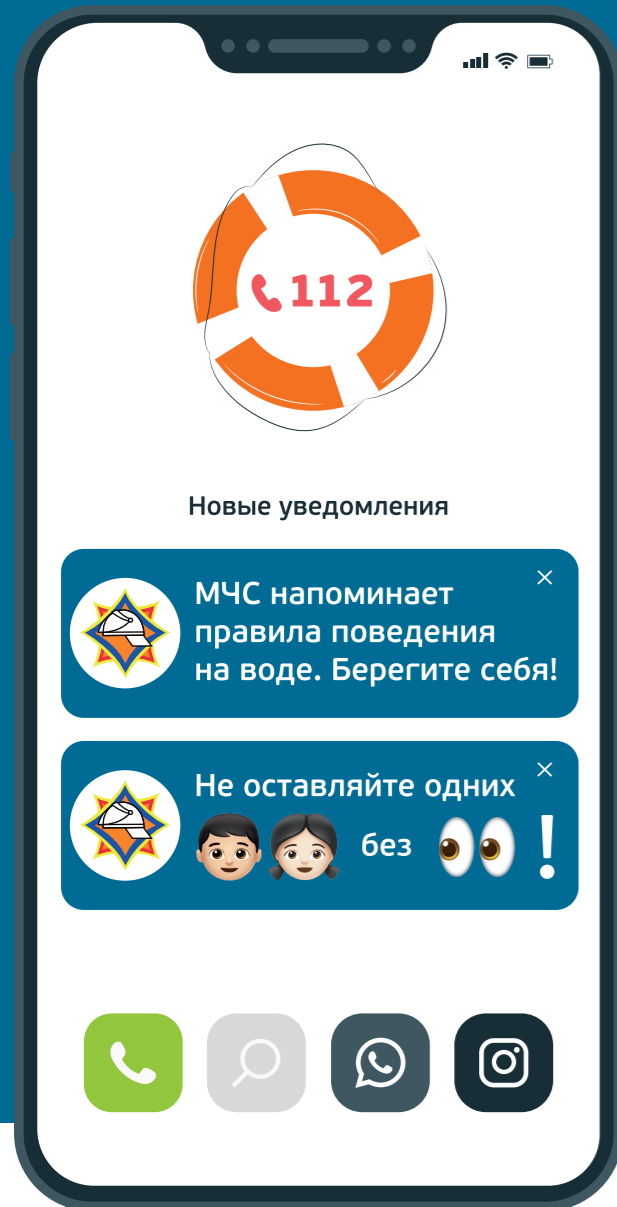 112
Новые уведомления
МЧС напоминает
правила поведения
на воде. Берегите себя!
Не оставляйте одних
без !